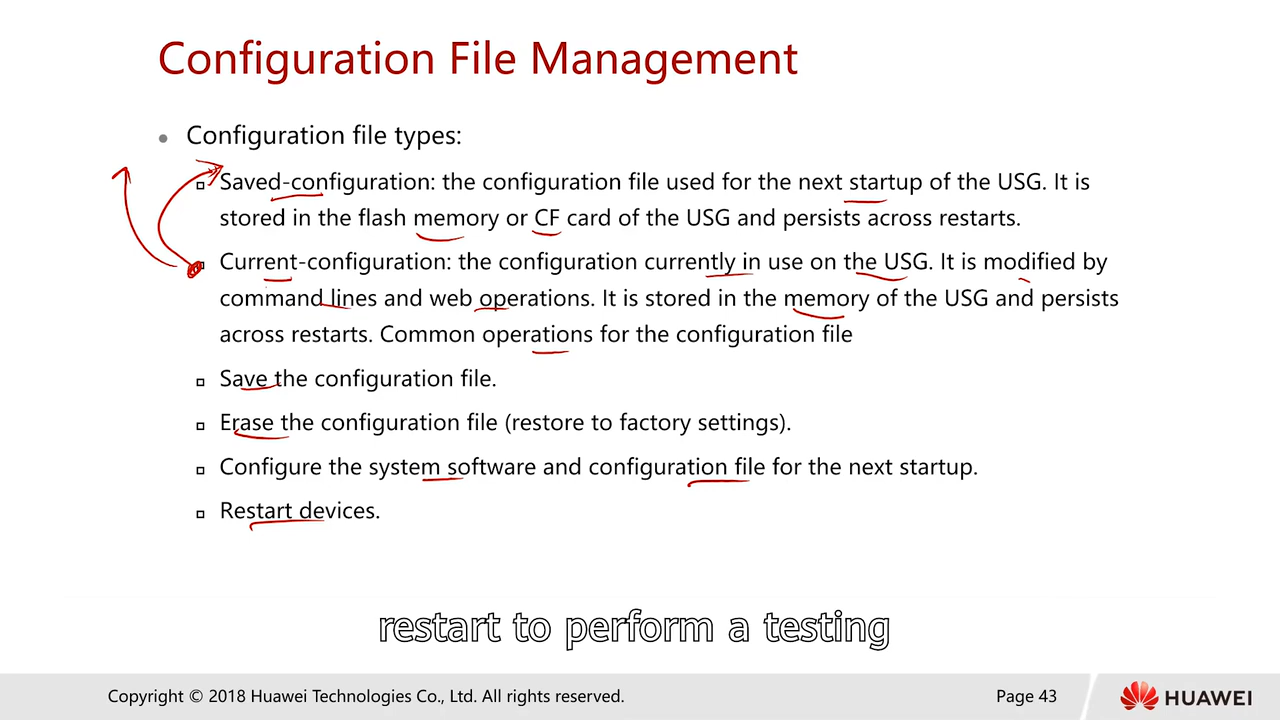 Configuration File Management
Configuration file types:
Saved-configuration: the configuration file used for the next startup of the USG. It is
stored in the flash memory or CF card of the USG and persists across restarts.
Current-configuration: the configuration currently in use on the USG. It is modified by
command lines and web operations. It is stored in the memory of the USG and persists
across restarts. Common operations for the configuration file
Save the configuration file.
Erase the configuration file (restore to factory settings).
Configure the system software and configuration file for the next startup.
Restart devices.
restart to perform a testing
Copyright © 2018 Huawei Technologies Co., Ltd. All rights reserved.
Page 43
HUAWEI